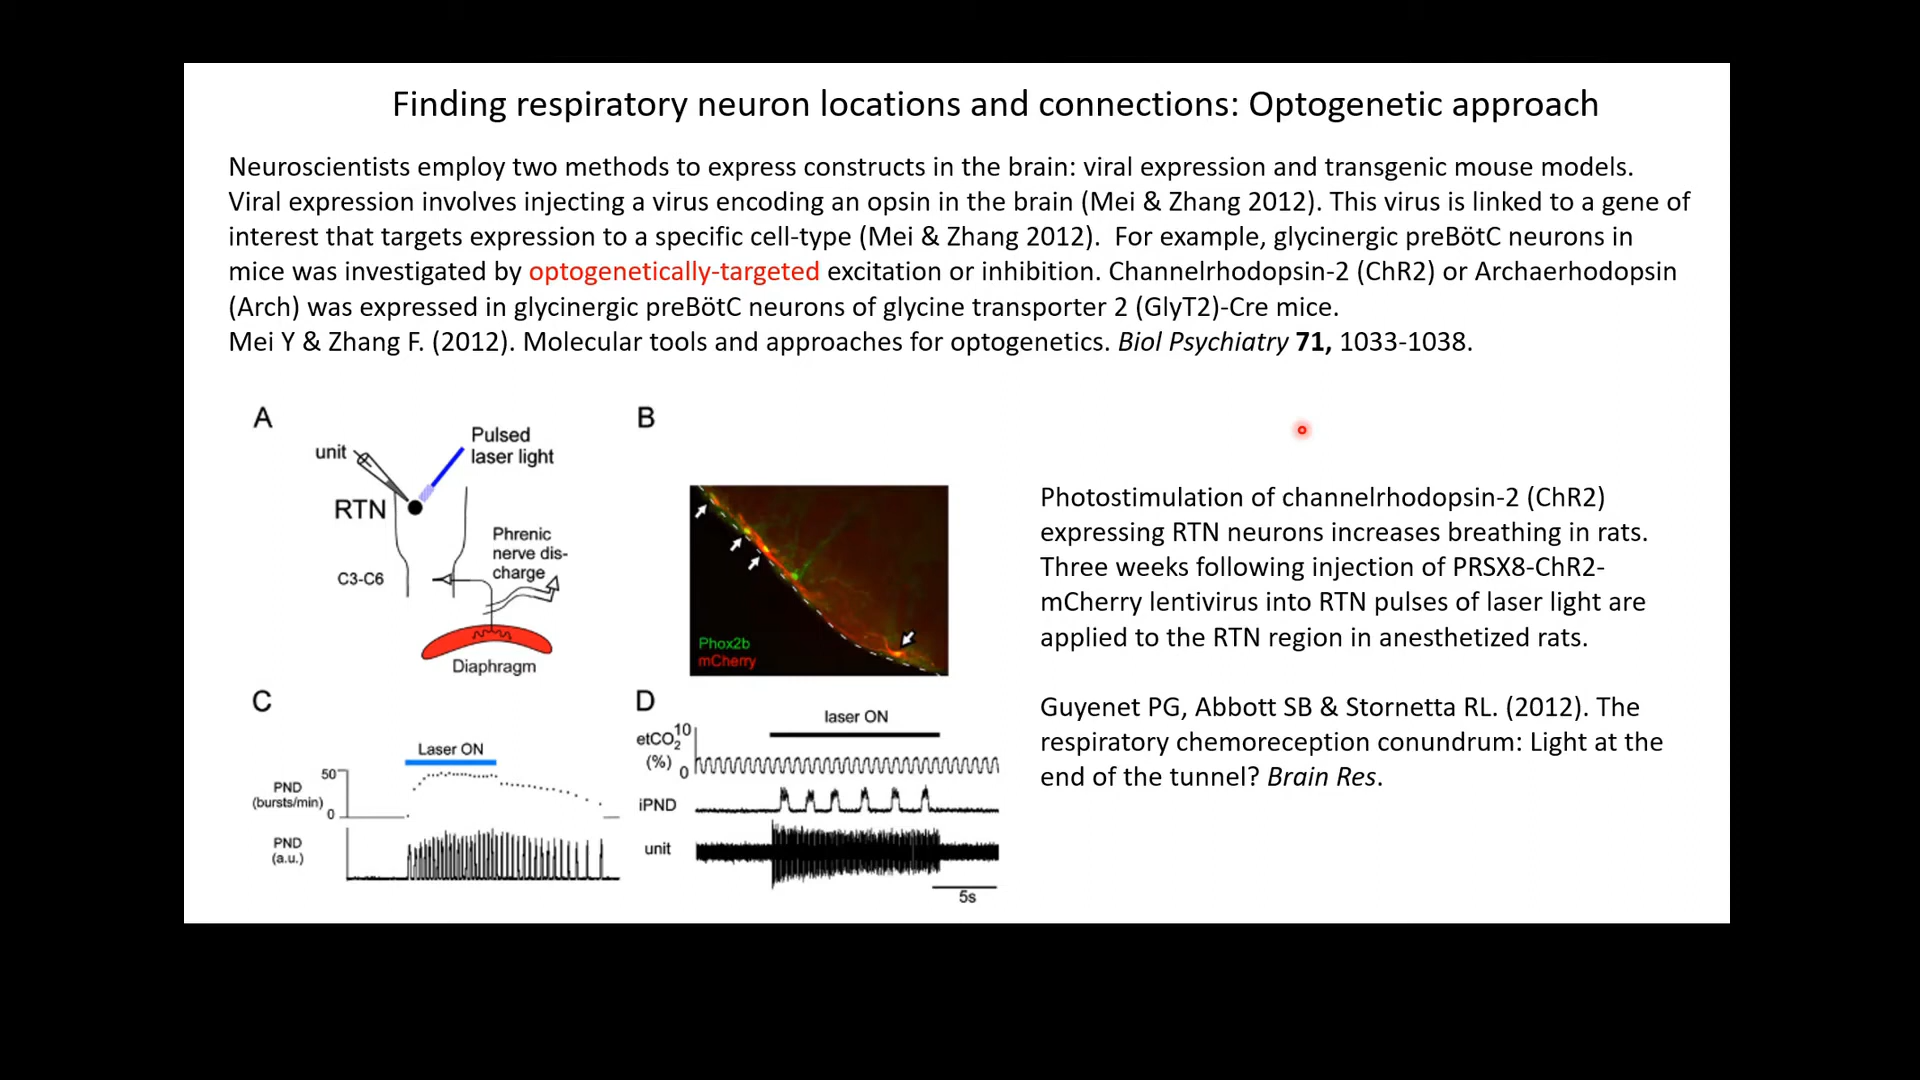 Finding respiratory neuron locations and connections: Optogenetic approach
Neuroscientists employ two methods to express constructs in the brain: viral expression and transgenic mouse models.
Viral expression involves injecting a virus encoding an opsin in the brain (Mei & Zhang 2012). This virus is linked to a gene of
interest that targets expression to a specific cell-type (Mei & Zhang 2012).  For example, glycinergic preBötC neurons in
mice was investigated by optogenetically-targeted excitation or inhibition. Channelrhodopsin-2 (ChR2) or Archaerhodopsin
(Arch) was expressed in glycinergic preBötC neurons of glycine transporter 2 (GlyT2)-Cre mice.
Mei Y & Zhang F. (2012). Molecular tools and approaches for optogenetics. Biol Psychiatry 71, 1033-1038.
A
unit
Pulsed
laser light
RTN
Phrenic
nerve dis-
charge
C3-C6
Diaphragm
B
Phox2b
mCherry
Photostimulation of channelrhodopsin-2 (ChR2)
expressing RTN neurons increases breathing in rats.
Three weeks following injection of PRSX8-ChR2-
mCherry lentivirus into RTN pulses of laser light are
applied to the RTN region in anesthetized rats.
Guyenet PG, Abbott SB & Stornetta RL. (2012). The
respiratory chemoreception conundrum: Light at the
end of the tunnel? Brain Res.
C
Laser ON
50
PND
(bursts/min)
0
PND
(a.u.)
D
laser ON
10
etCO2
(%)
0
iPND
unit
5s